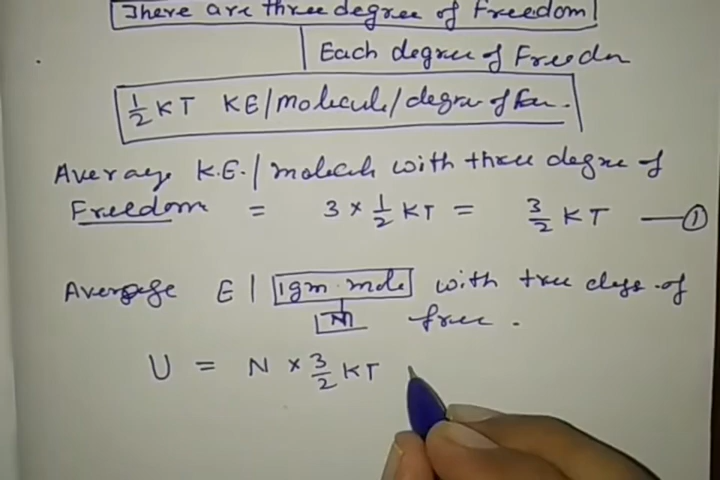 There are three degree of Freedom
Each degree of Freedon
1/2 KT KE/molecule/degree of
Average K.E./molecule with three degree of
Freedom = 3 × 1/2 KT = 3/2 KT — ①
Average E | 1gm.mole with three degs. of
N free.
U = N × 3/2 KT